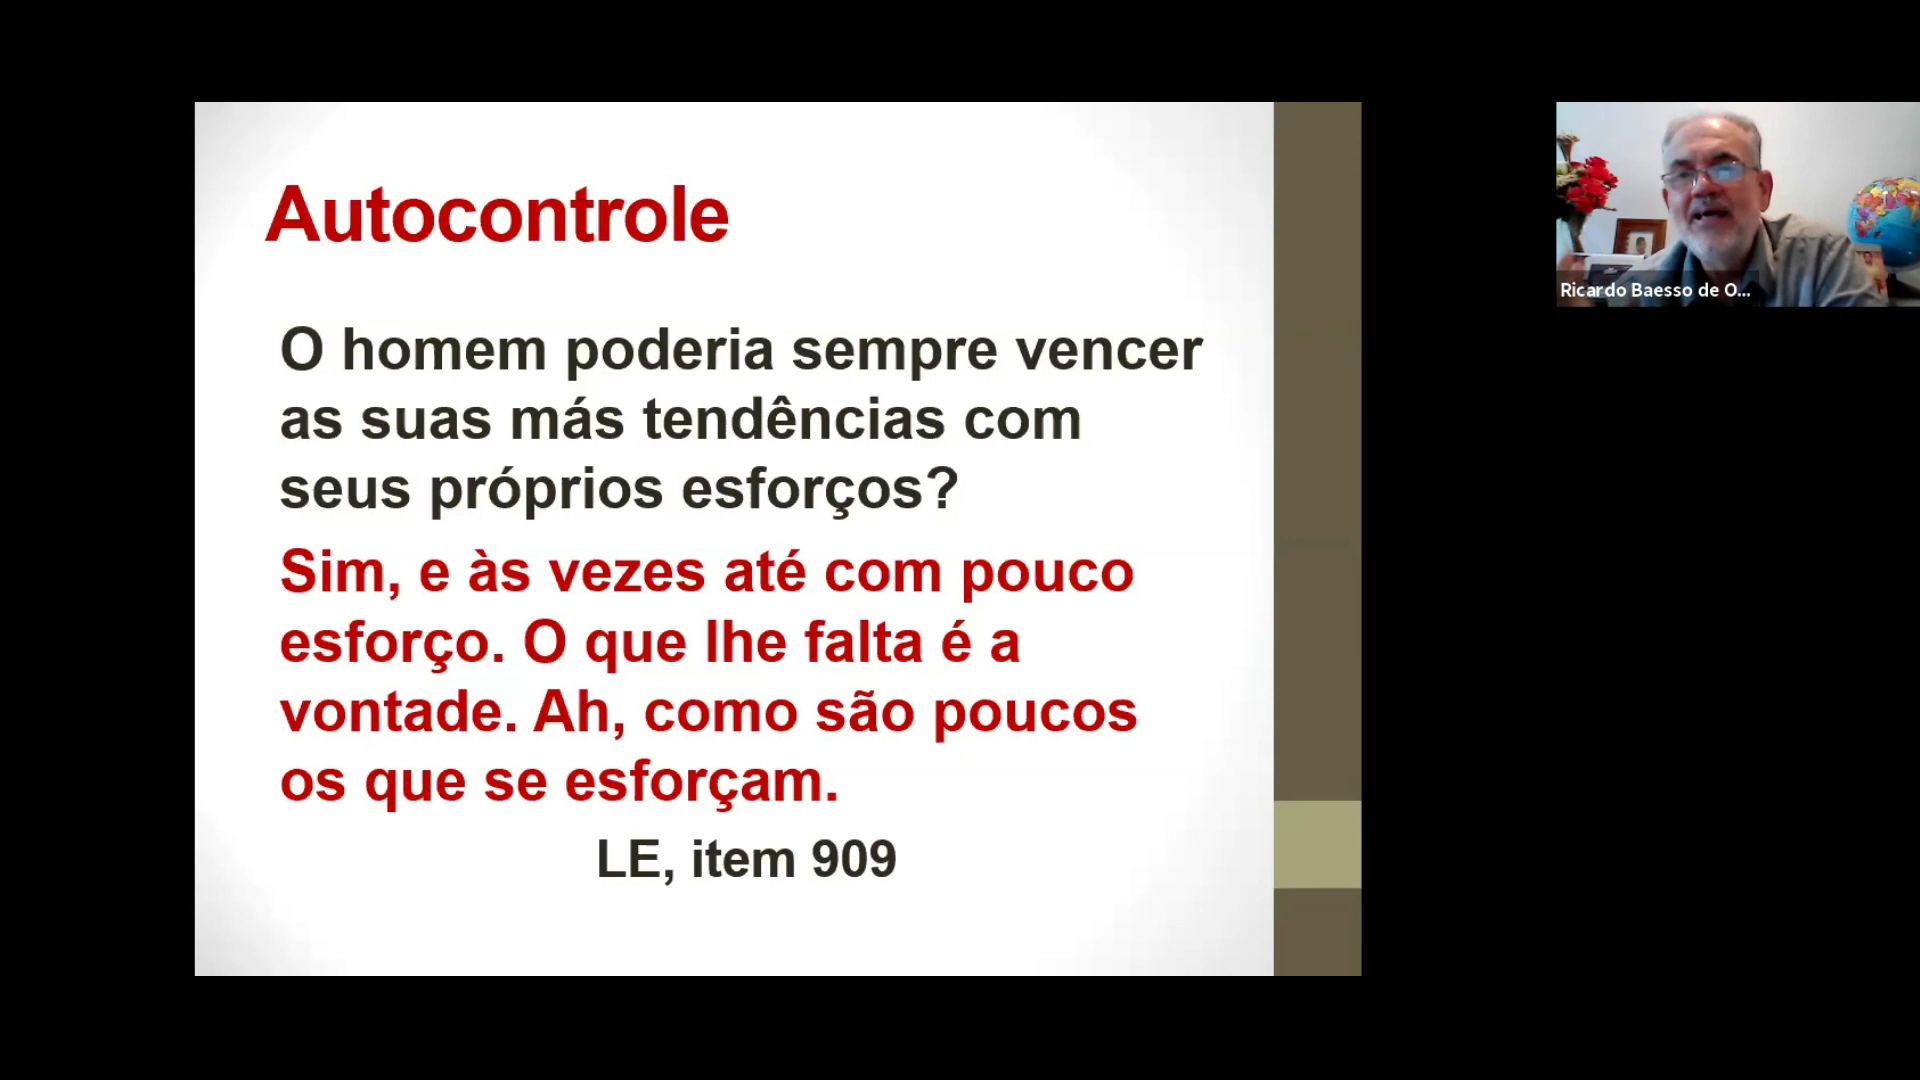 Autocontrole
O homem poderia sempre vencer
as suas más tendências com
seus próprios esforços?
Sim, e às vezes até com pouco
esforço. O que lhe falta é a
vontade. Ah, como são poucos
os que se esforçam.
LE, item 909
Ricardo Baesso de O...